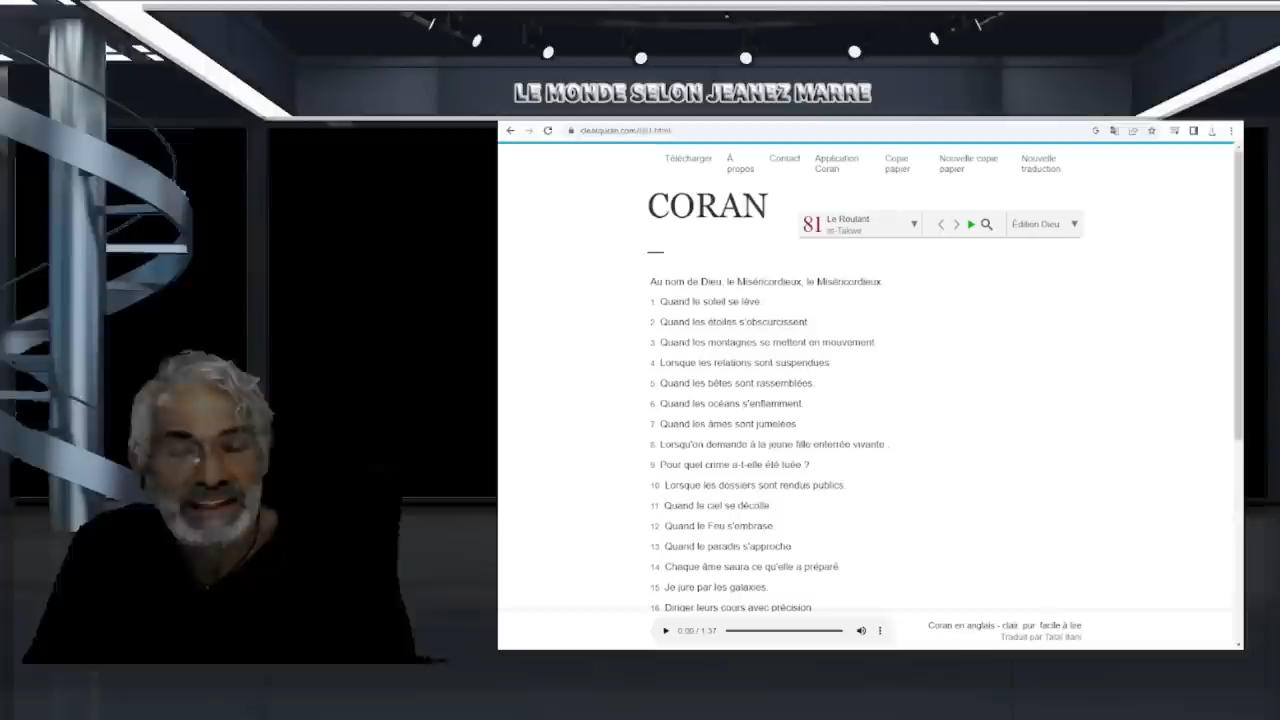 LE MONDE SELON JEANEZ MARRE
clearquran.com/081.html
Télécharger
À propos
Contact
Application Coran
Copie papier
Nouvelle copie papier
Nouvelle traduction
CORAN
81 Le Roulant
Édition Dieu
Au nom de Dieu, le Miséricordieux, le Miséricordieux
1 Quand le soleil se lève.
2 Quand les étoiles s'obscurcissent
3 Quand les montagnes se mettent en mouvement
4 Lorsque les relations sont suspendues
5 Quand les bêtes sont rassemblées.
6 Quand les océans s'enflamment.
7 Quand les âmes sont jumelées
8 Lorsqu'on demande à la jeune fille enterrée vivante .
9 Pour quel crime a-t-elle été tuée ?
10 Lorsque les dossiers sont rendus publics.
11 Quand le ciel se décolle
12 Quand le Feu s'embrase
13 Quand le paradis s'approche
14 Chaque âme saura ce qu'elle a préparé
15 Je jure par les galaxies.
16 Diriger leurs cours avec précision
0:00 / 1:37
Coran en anglais - clair pur facile à lire
Traduit par Talal Itani